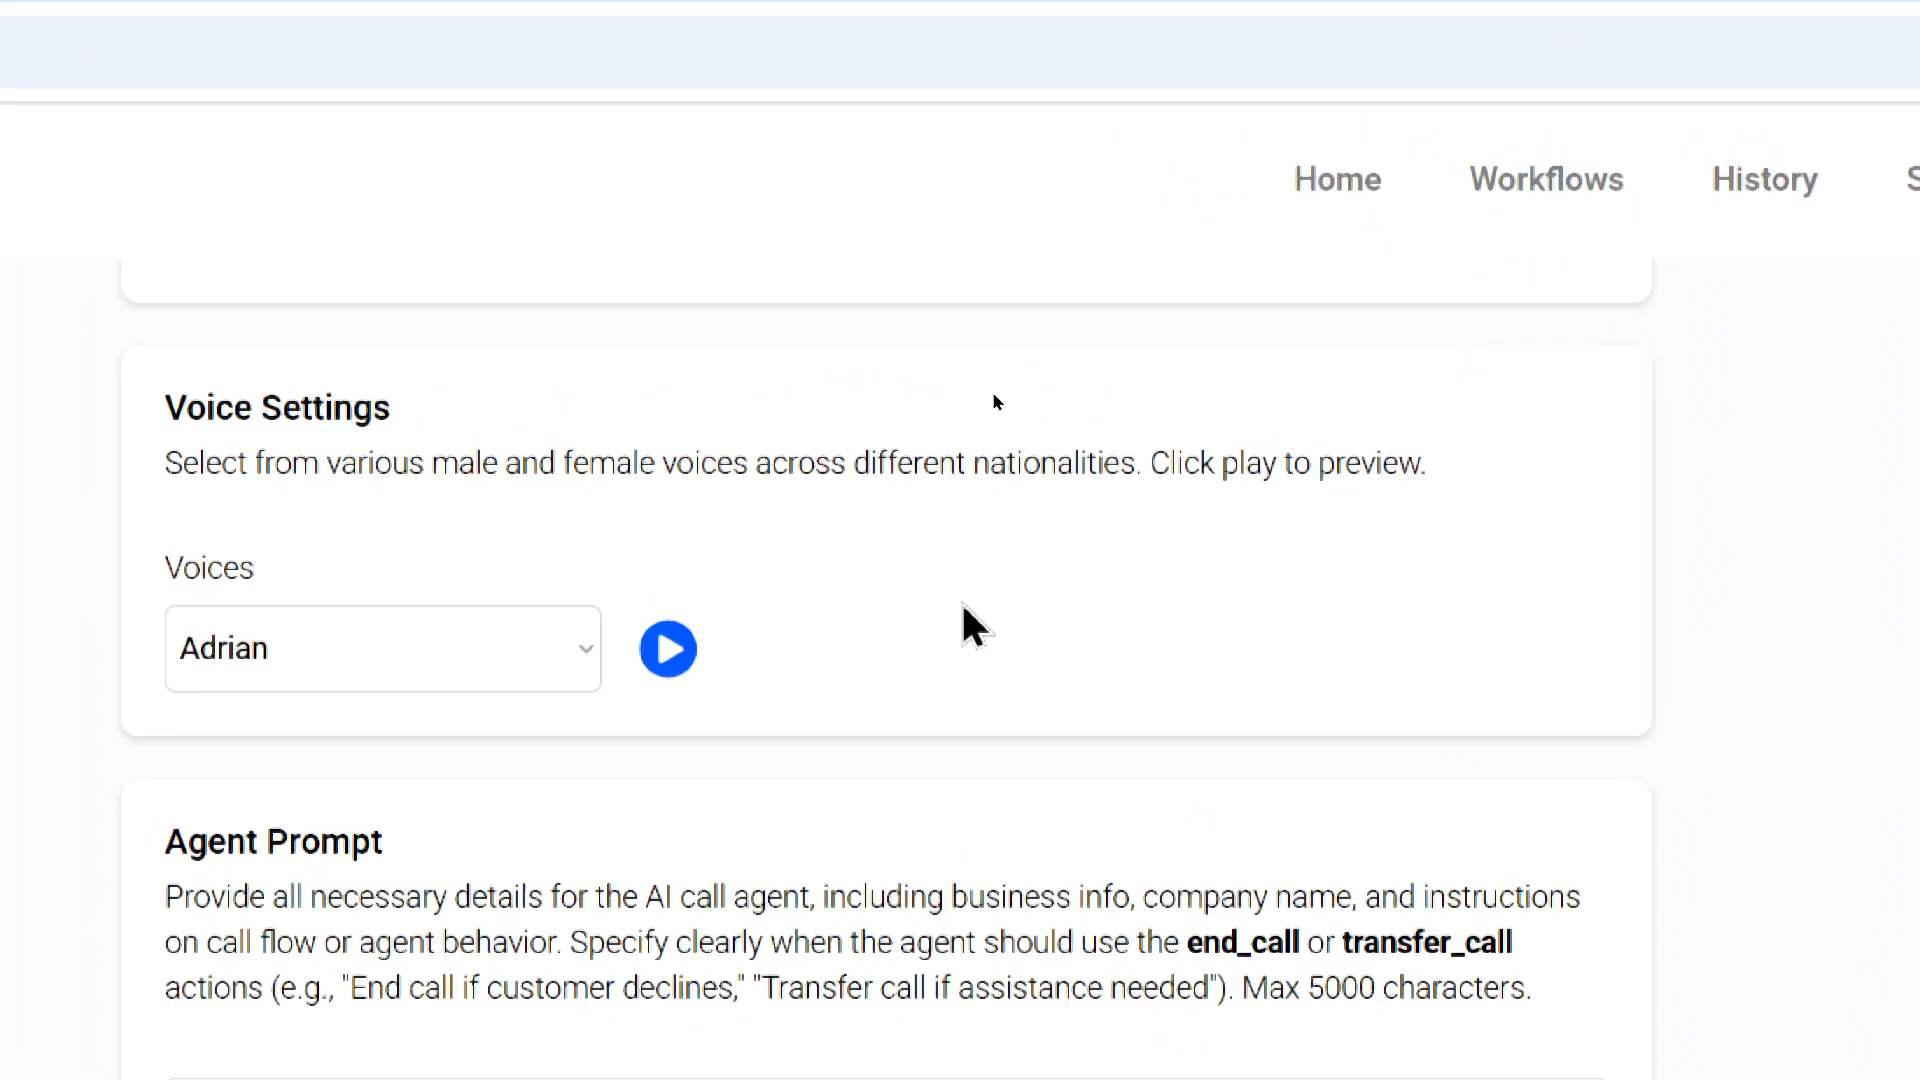 Home Workflows History S
Voice Settings
Select from various male and female voices across different nationalities. Click play to preview.
Voices
Adrian
Agent Prompt
Provide all necessary details for the AI call agent, including business info, company name, and instructions
on call flow or agent behavior. Specify clearly when the agent should use the end_call or transfer_call
actions (e.g., "End call if customer declines," "Transfer call if assistance needed"). Max 5000 characters.